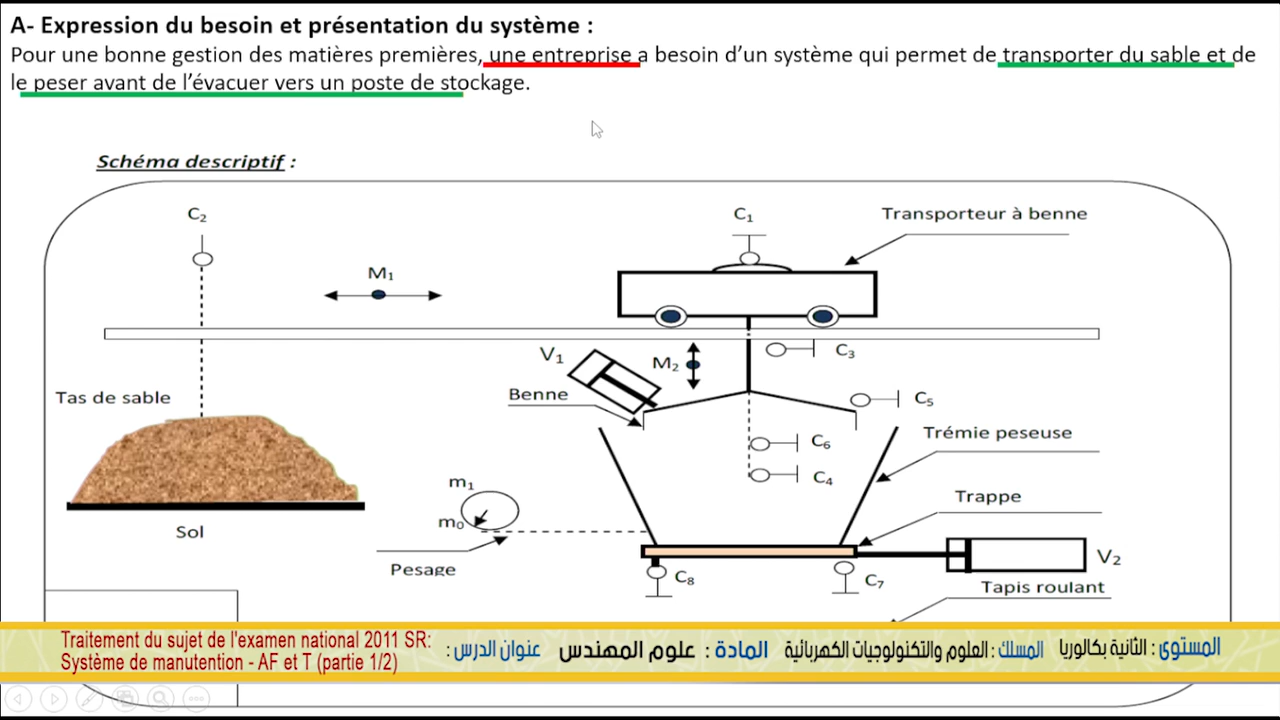 A- Expression du besoin et présentation du système :
Pour une bonne gestion des matières premières, une entreprise a besoin d’un système qui permet de transporter du sable et de
le peser avant de l’évacuer vers un poste de stockage.
Schéma descriptif :
C₂
C₁
Transporteur à benne
M₁
V₁
M₂
C₃
Tas de sable
Benne
C₅
C₆
Trémie peseuse
C₄
m₁
Trappe
m₀
Sol
Pesage
C₈
C₇
V₂
Tapis roulant
Traitement du sujet de l'examen national 2011 SR:
Système de manutention - AF et T (partie 1/2)
المستوى : الثانية بكالوريا المسلك : العلوم والتكنولوجيات الكهربائية المادة : علوم المهندس عنوان الدرس :